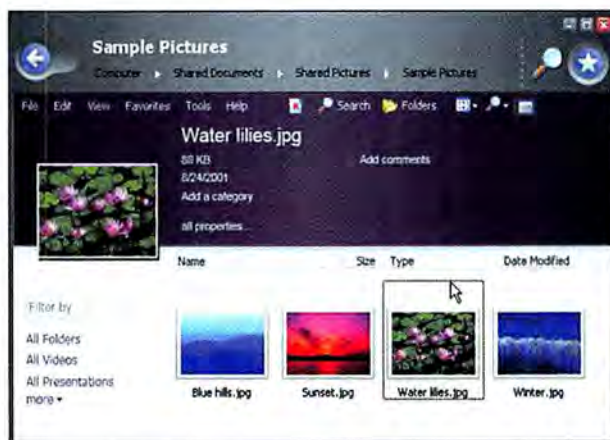 Sample Pictures
Computer Shared Documents Shared Pictures Sample Pictures
File Edit View Favorites Tools Help Search Folders
Water lilies.jpg
88 KB Add comments
8/24/2001
Add a category
all properties...
Name Size Type Date Modified
Filter by
All Folders
All Videos
All Presentations
more
Blue hills.jpg Sunset.jpg Water lilies.jpg Winter.jpg